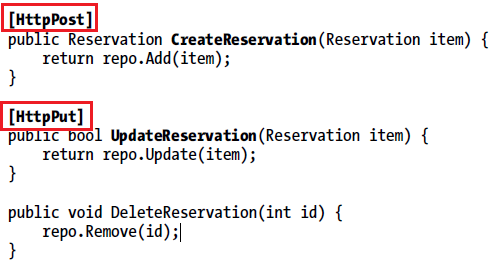 [HttpPost]
public Reservation CreateReservation(Reservation item) {
    return repo.Add(item);
}
[HttpPut]
public bool UpdateReservation(Reservation item) {
    return repo.Update(item);
}
public void DeleteReservation(int id) {
    repo.Remove(id);
}